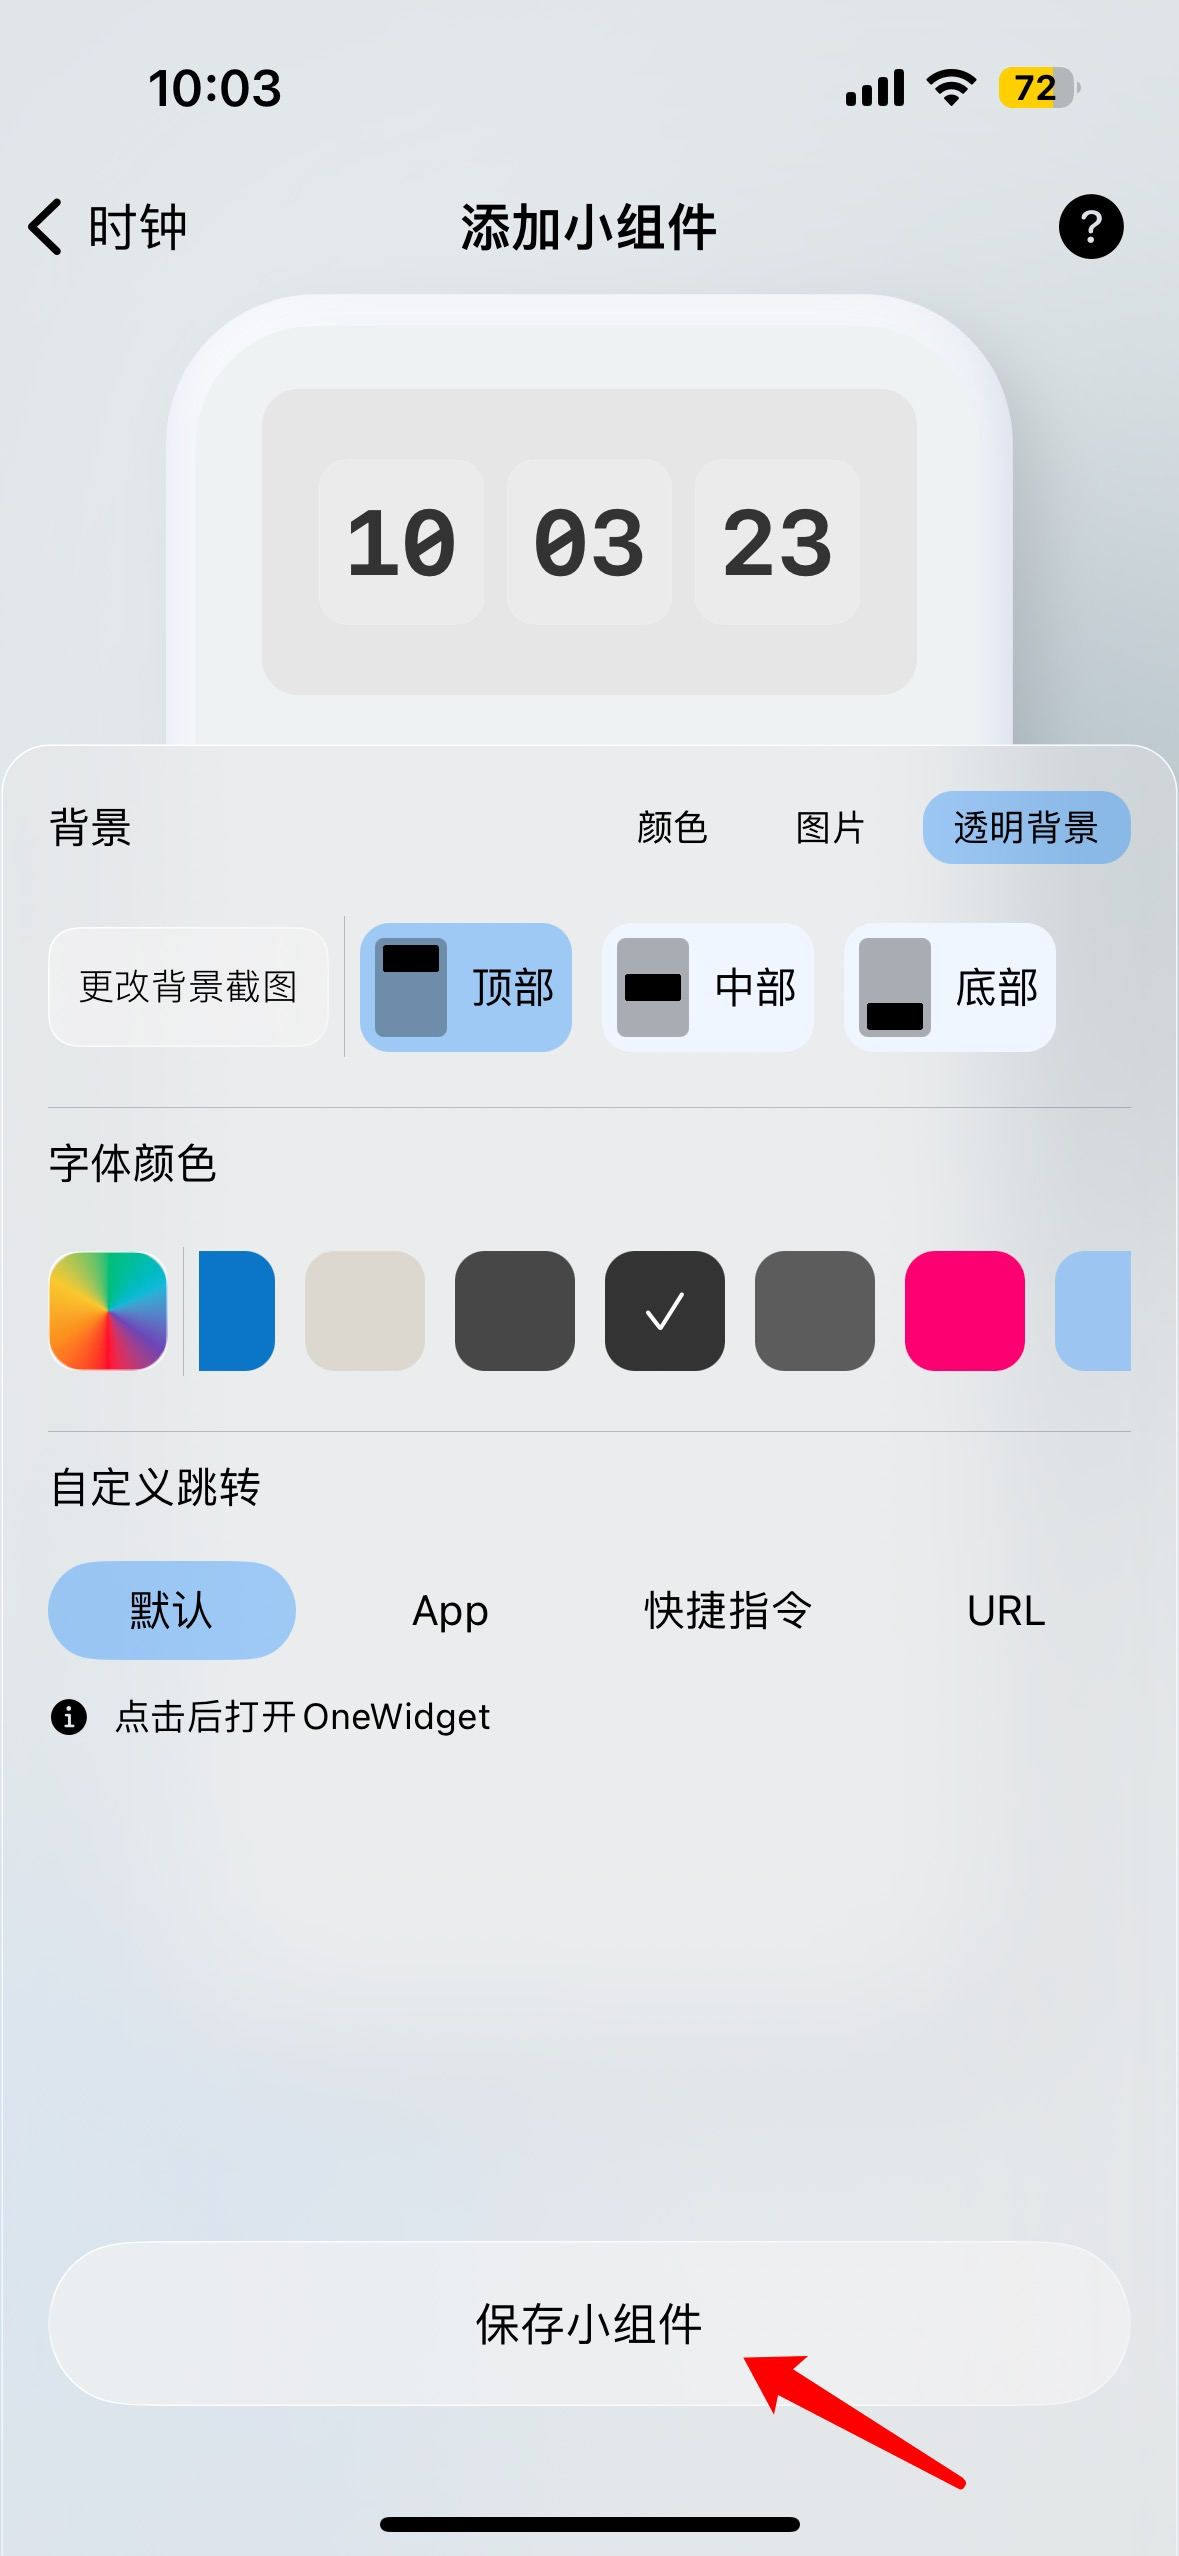 10:03
72
时钟
添加小组件
?
10 03 23
背景
颜色 图片 透明背景
更改背景截图 顶部 中部 底部
字体颜色
自定义跳转
默认 App 快捷指令 URL
点击后打开 OneWidget
保存小组件